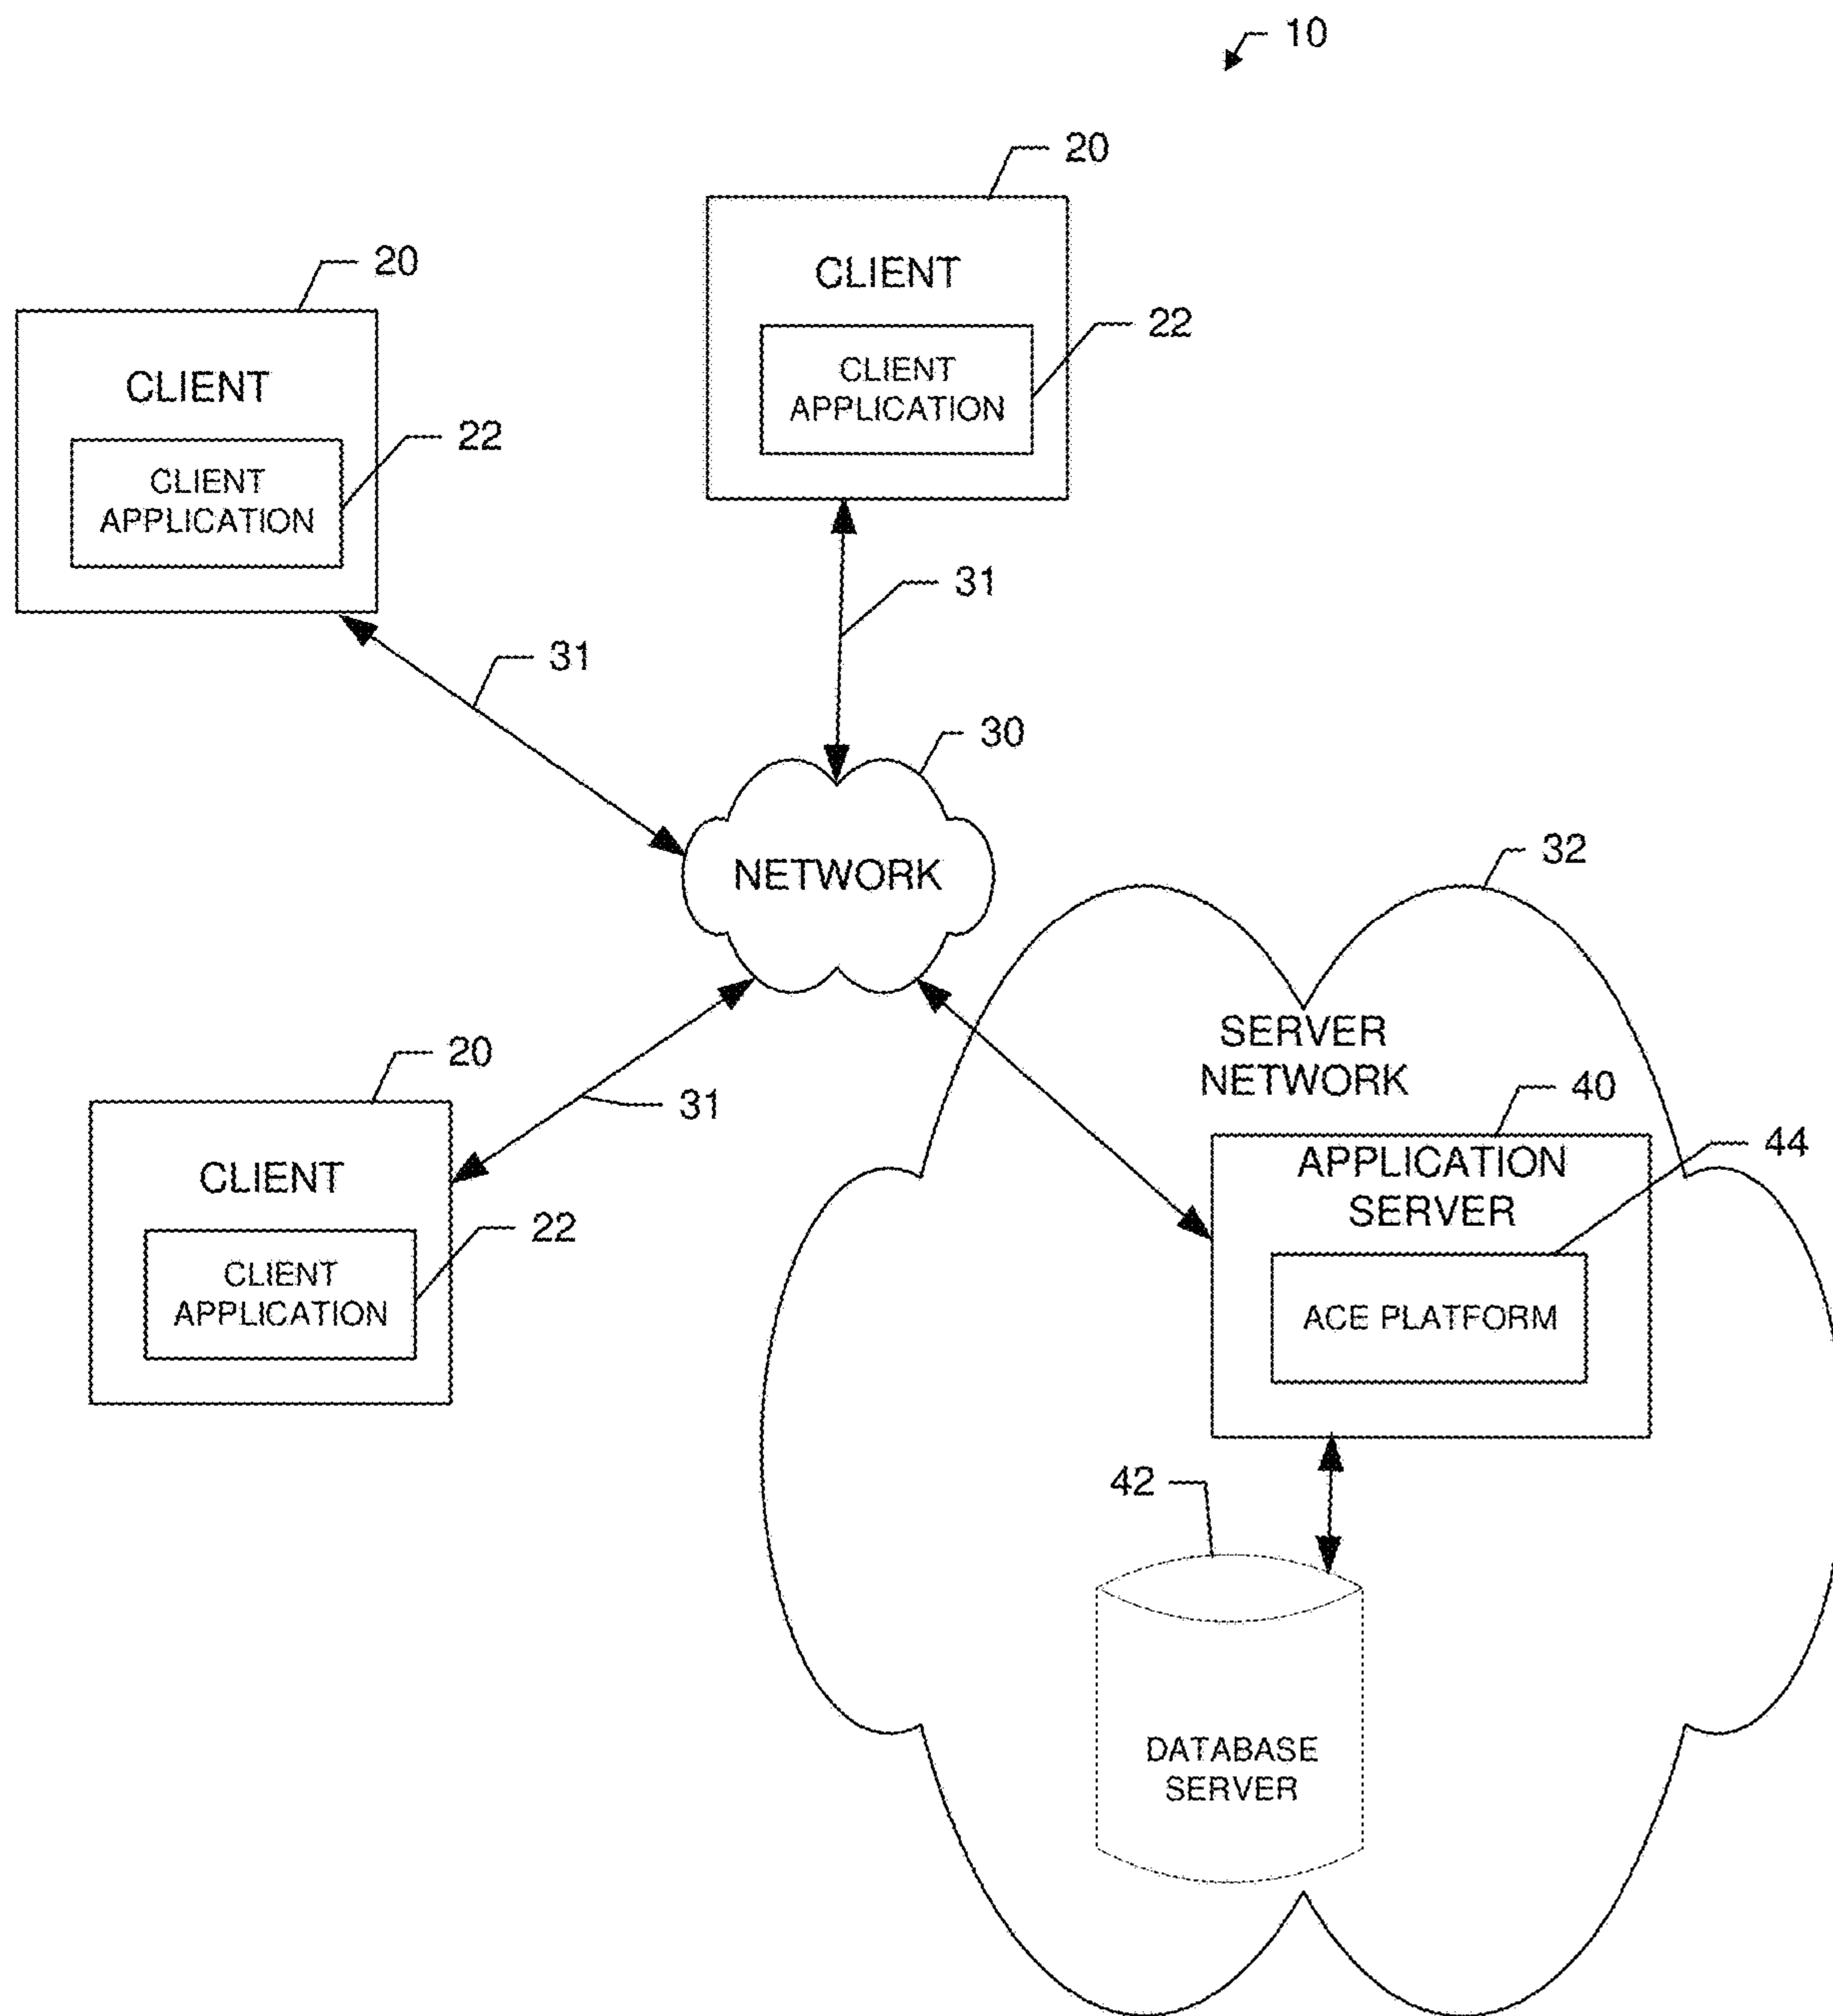 10
20
CLIENT
22
CLIENT
APPLICATION
20
CLIENT
22
CLIENT
APPLICATION
31
31
30
NETWORK
32
SERVER
NETWORK
20
CLIENT
31
22
CLIENT
APPLICATION
40
APPLICATION
SERVER
44
ACE PLATFORM
42
DATABASE
SERVER